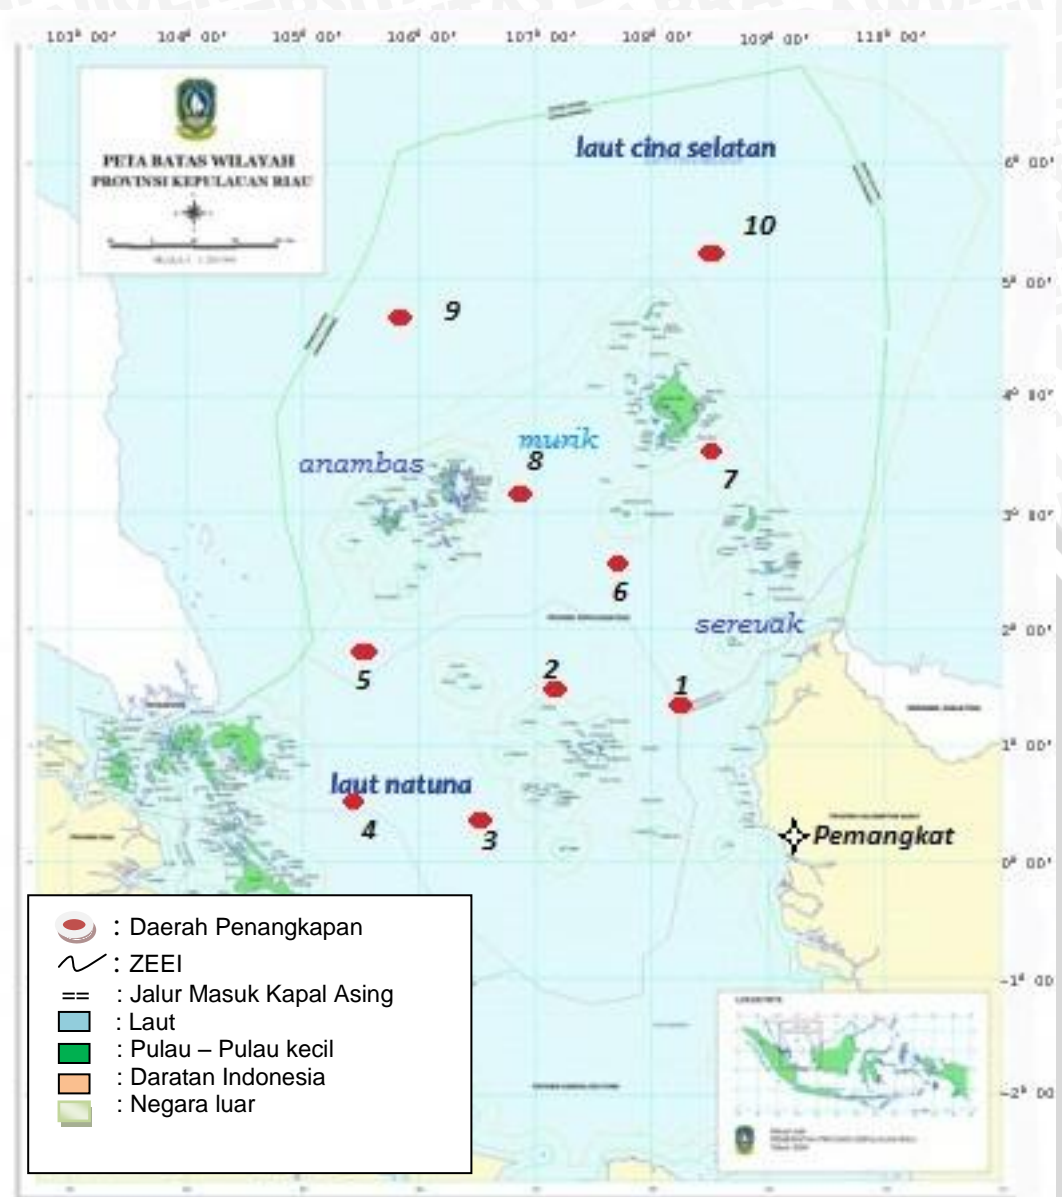 103° 00' 104° 00' 105° 00' 106° 00' 107° 00' 108° 00' 109° 00' 110° 00'
PETA BATAS WILAYAH
PROVINSI KEPULAUAN RIAU
laut cina selatan
6° 00'
10
5° 00'
9
4° 00'
murik
anambas
8
7
3° 00'
6
sereuak
2° 00'
5
2
1
1° 00'
laut natuna
4
3
Pemangkat
0° 00'
: Daerah Penangkapan
: ZEEI
: Jalur Masuk Kapal Asing
: Laut
: Pulau – Pulau kecil
: Daratan Indonesia
: Negara luar
-1° 00
-2° 00